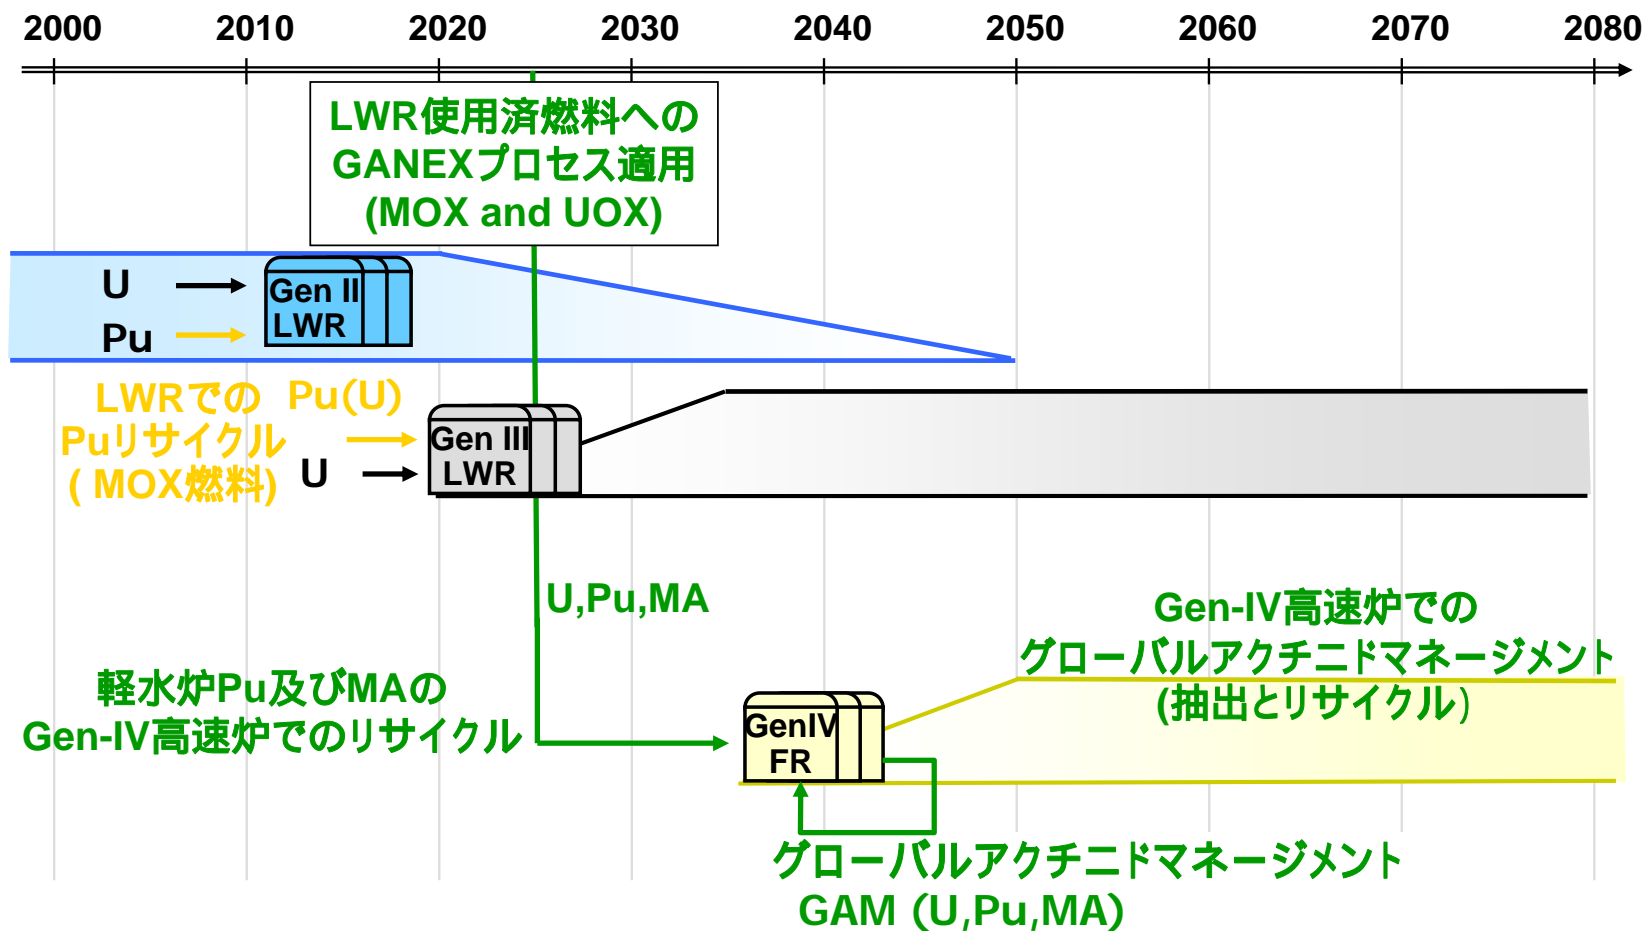 2000 2010 2020 2030 2040 2050 2060 2070 2080
LWR使用済燃料への
GANEXプロセス適用
(MOX and UOX)
U
Pu
Gen II
LWR
LWRでの
Puリサイクル
( MOX燃料)
Pu(U)
U
Gen III
LWR
U,Pu,MA
軽水炉Pu及びMAの
Gen-IV高速炉でのリサイクル
GenIV
FR
Gen-IV高速炉での
グローバルアクチニドマネージメント
(抽出とリサイクル)
グローバルアクチニドマネージメント
GAM (U,Pu,MA)